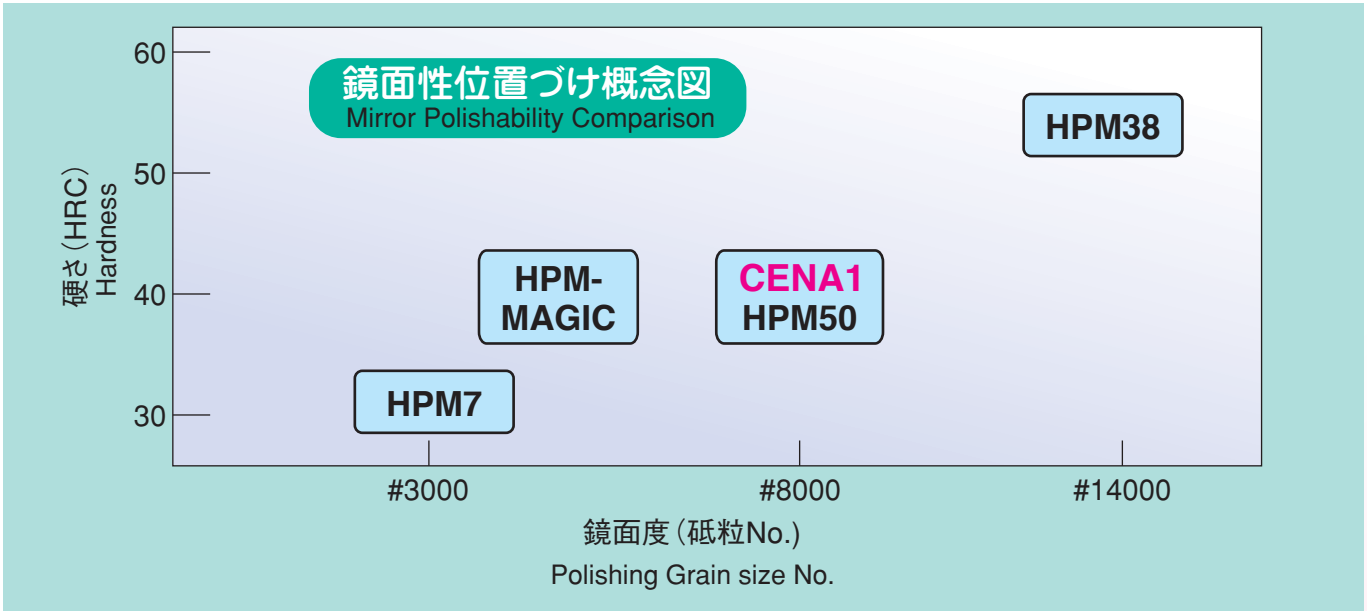 鏡面性位置づけ概念図
Mirror Polishability Comparison
硬さ（HRC）
Hardness
60
50
40
30
HPM38
HPM-
MAGIC
CENA1
HPM50
HPM7
#3000
#8000
#14000
鏡面度（砥粒No.)
Polishing Grain size No.